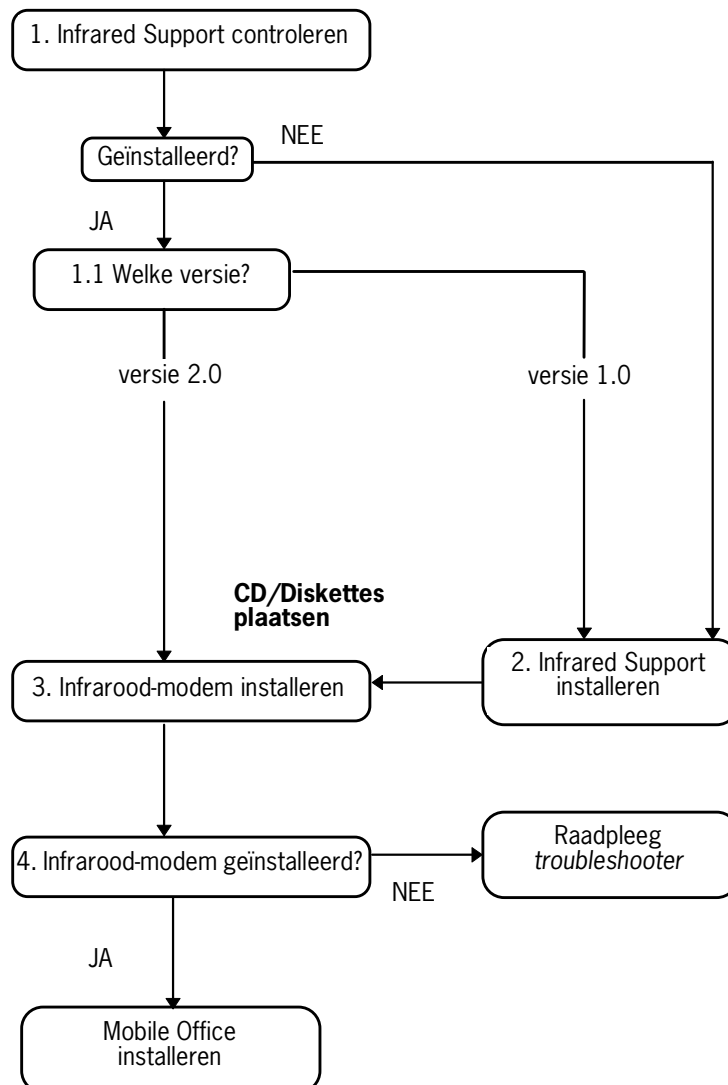 1. Infrared Support controleren
NEE
Geïnstalleerd?
JA
1.1 Welke versie?
versie 2.0
versie 1.0
CD/Diskettes
plaatsen
2. Infrared Support
installeren
3. Infrarood-modem installeren
Raadpleeg
troubleshooter
4. Infrarood-modem geïnstalleerd?
NEE
JA
Mobile Office
installeren